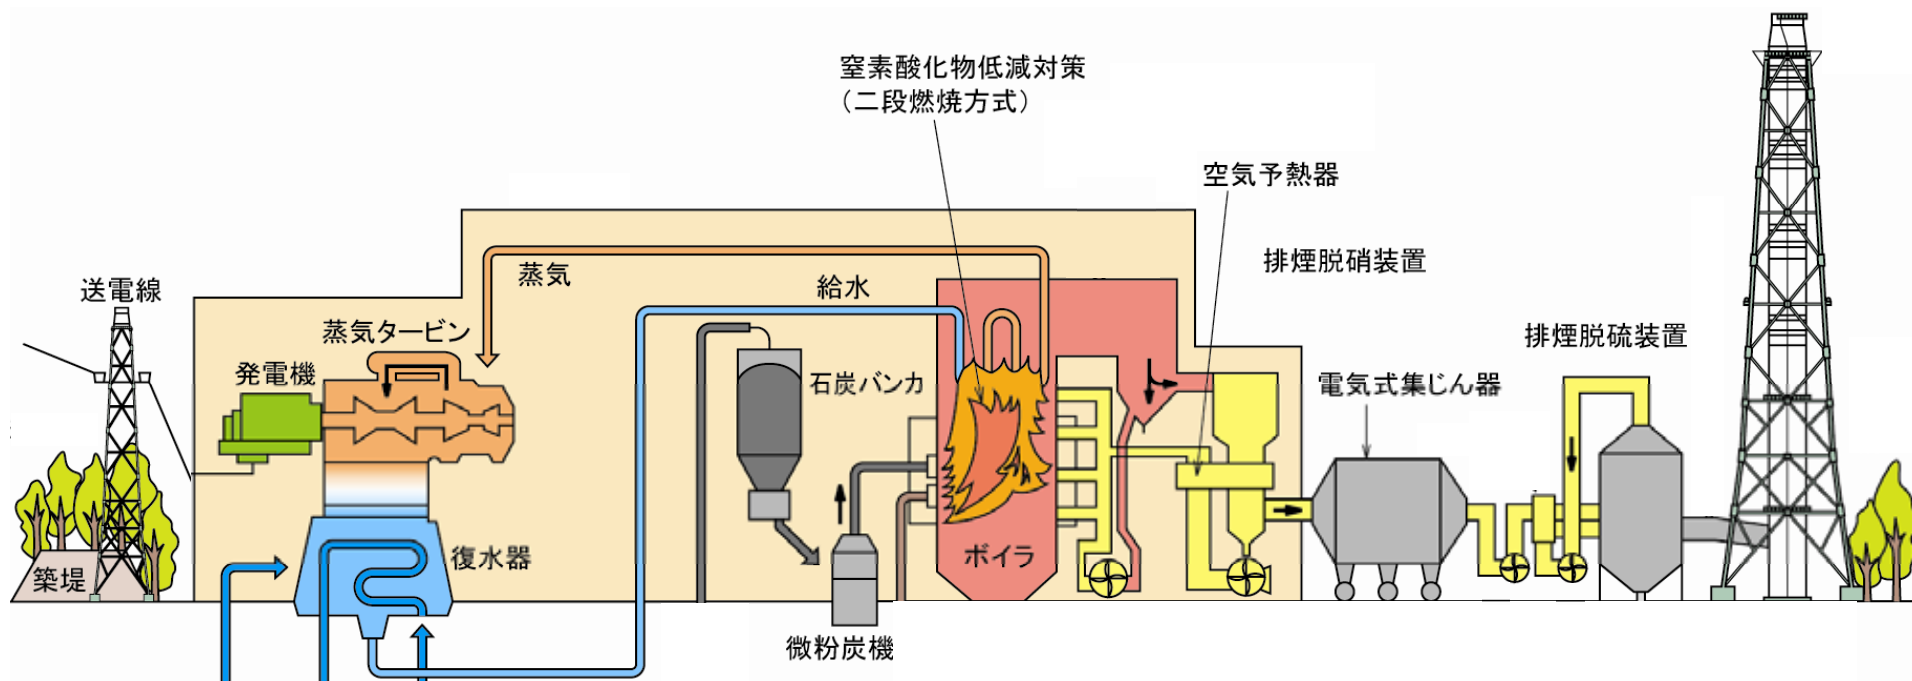 窒素酸化物低減対策
（二段燃焼方式）
空気予熱器
排煙脱硝装置
蒸気
給水
送電線
蒸気タービン
排煙脱硫装置
発電機
石炭バンカ
電気式集じん器
復水器
ボイラ
築堤
微粉炭機